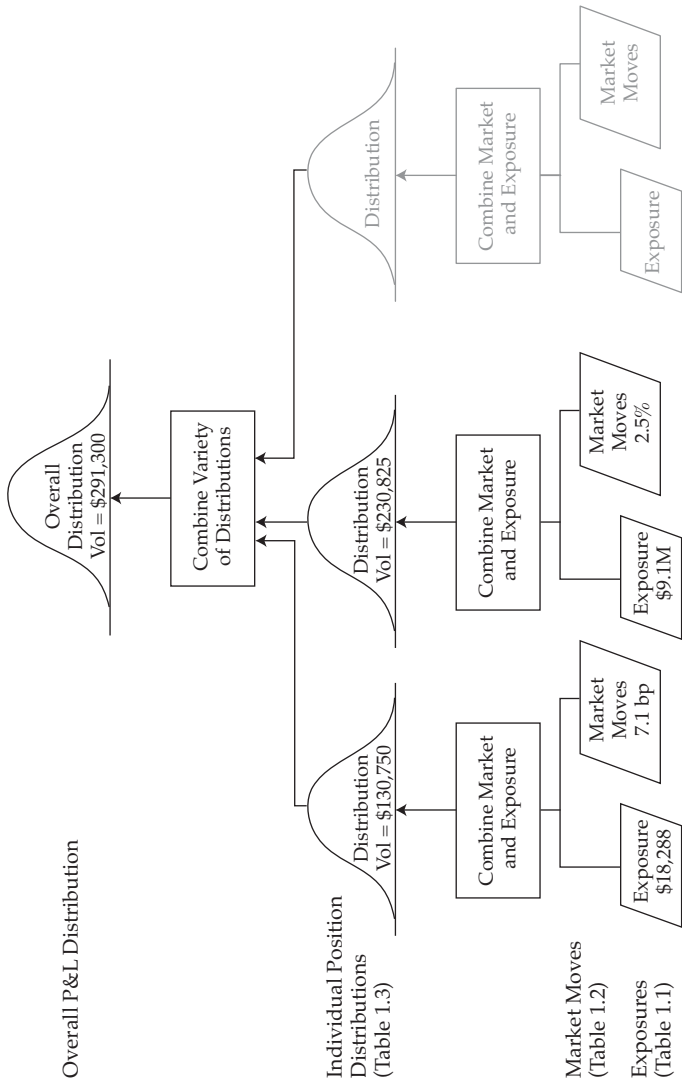 Overall P&L Distribution
Overall
Distribution
Vol = $291,300
Combine Variety
of Distributions
Individual Position
Distributions
(Table 1.3)
Distribution
Vol = $130,750
Distribution
Vol = $230,825
Distribution
Combine Market
and Exposure
Combine Market
and Exposure
Combine Market
and Exposure
Market Moves
(Table 1.2)
Market
Moves
7.1 bp
Market
Moves
2.5%
Market
Moves
Exposures
(Table 1.1)
Exposure
$18,288
Exposure
$9.1M
Exposure